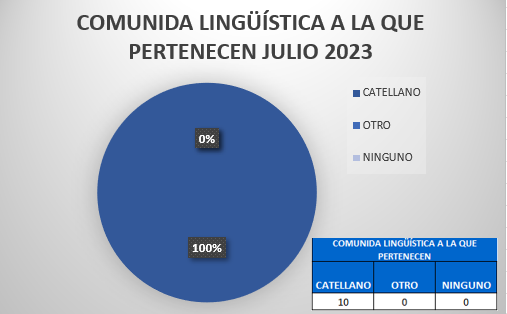 COMUNIDA LINGÜÍSTICA A LA QUE
PERTENECEN JULIO 2023
CATELLANO
OTRO
NINGUNO
0%
100%
COMUNIDA LINGÜÍSTICA A LA QUE
PERTENECEN
CATELLANO OTRO NINGUNO
10 0 0